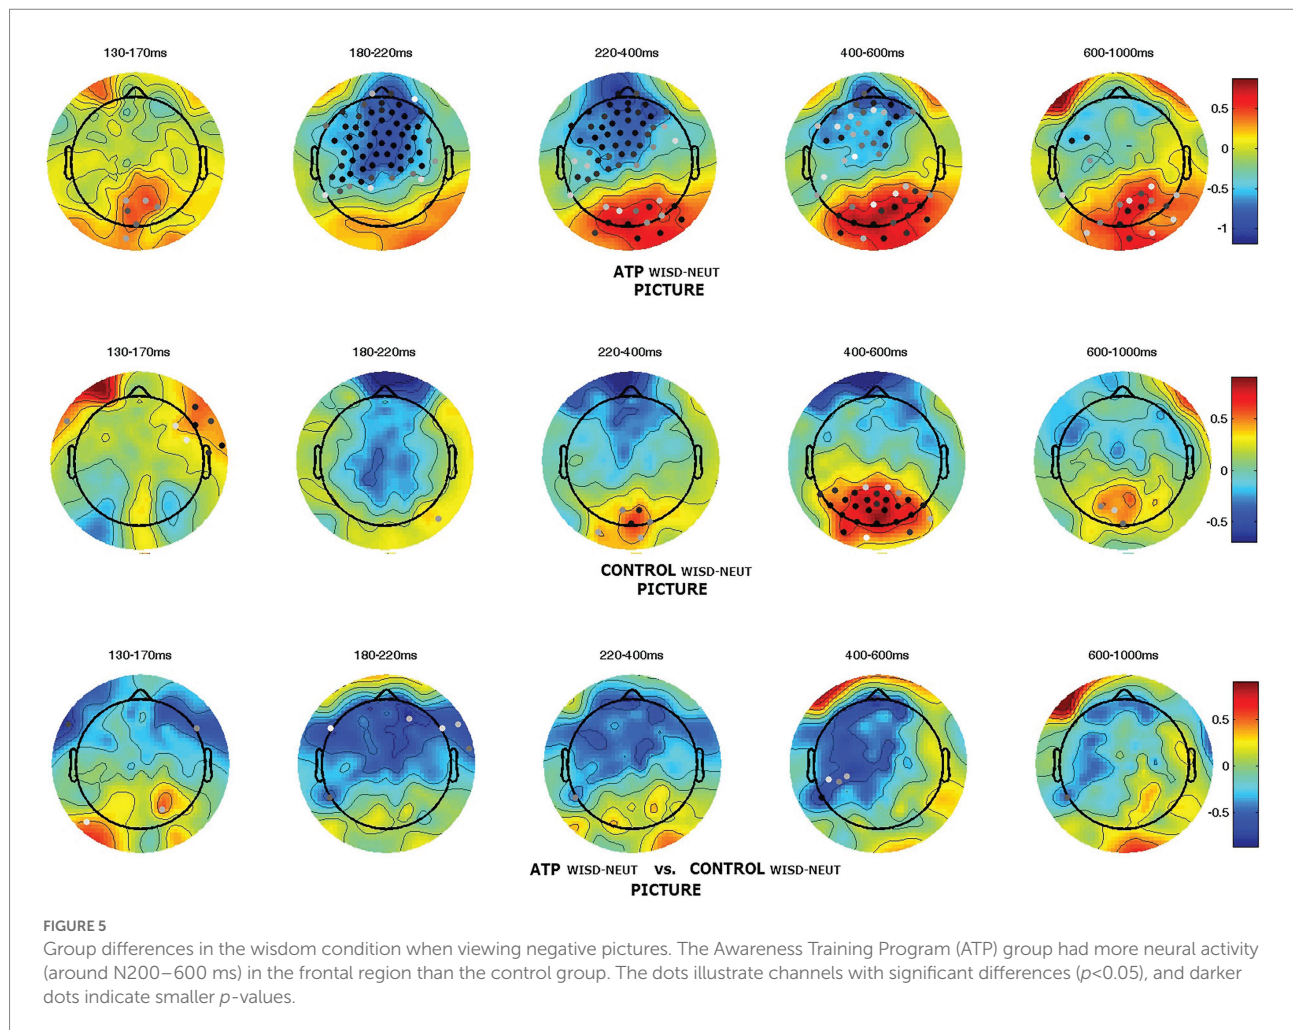 130-170ms 180-220ms 220-400ms 400-600ms 600-1000ms
0.5
0
-0.5
-1
ATP WISD-NEUT
PICTURE
130-170ms 180-220ms 220-400ms 400-600ms 600-1000ms
0.5
0
-0.5
CONTROL WISD-NEUT
PICTURE
130-170ms 180-220ms 220-400ms 400-600ms 600-1000ms
0.5
0
-0.5
ATP WISD-NEUT vs. CONTROL WISD-NEUT
PICTURE
FIGURE 5
Group differences in the wisdom condition when viewing negative pictures. The Awareness Training Program (ATP) group had more neural activity
(around N200–600 ms) in the frontal region than the control group. The dots illustrate channels with significant differences (p<0.05), and darker
dots indicate smaller p-values.